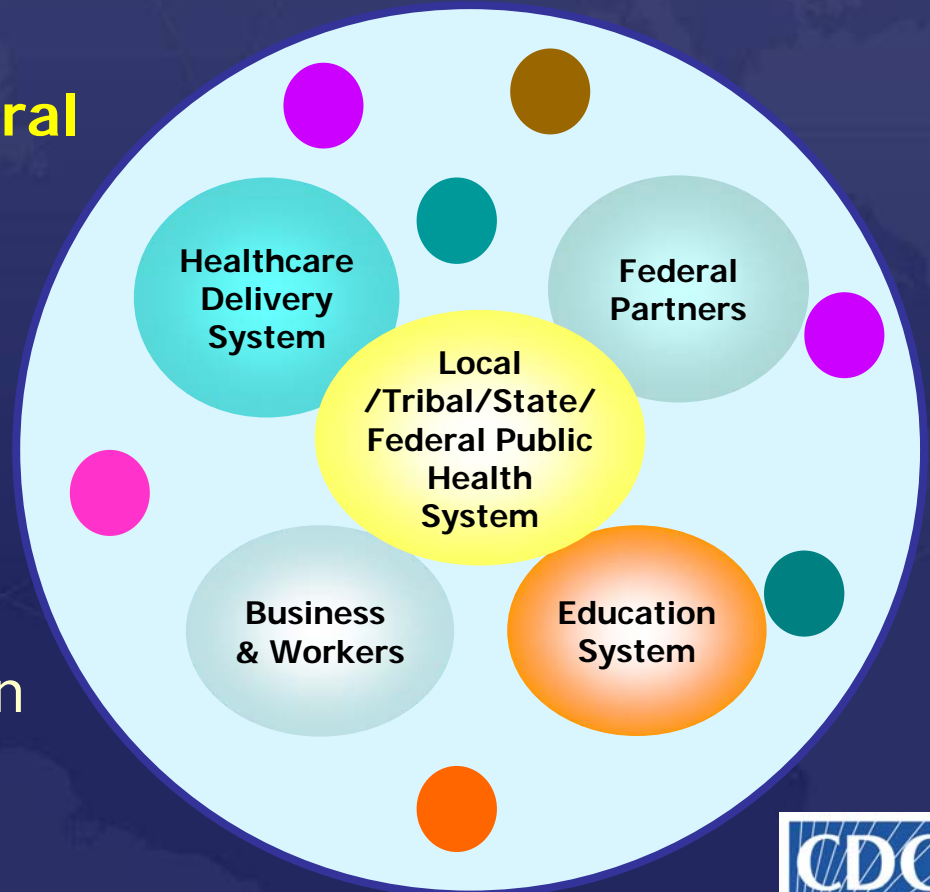 ral
Healthcare
Delivery
System
Federal
Partners
Local
/Tribal/State/
Federal Public
Health
System
Business
& Workers
Education
System
n
CDC